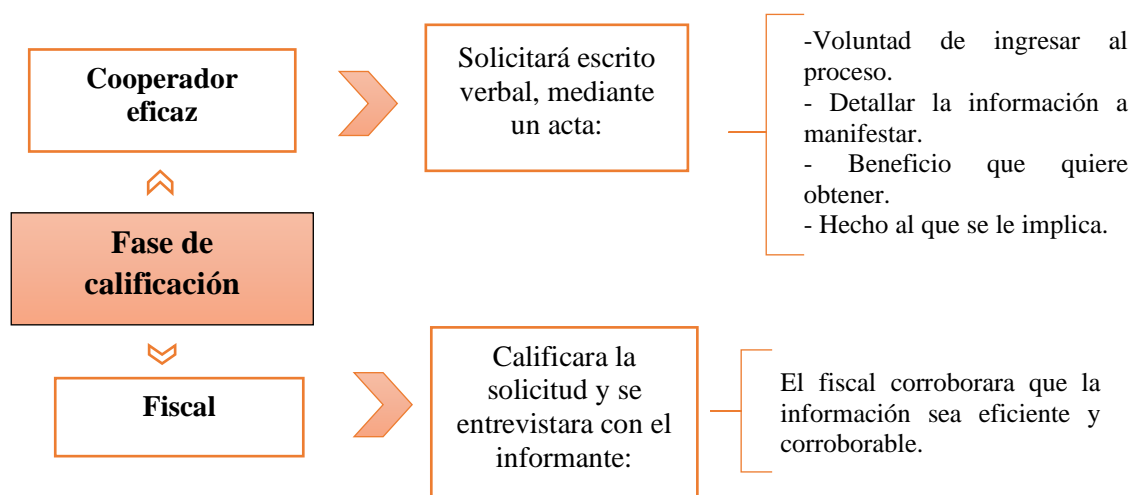 Cooperador
eficaz
Solicitará escrito
verbal, mediante
un acta:
-Voluntad de ingresar al
proceso.
- Detallar la información a
manifestar.
- Beneficio que quiere
obtener.
- Hecho al que se le implica.
Fase de
calificación
Fiscal
Calificara la
solicitud y se
entrevistara con el
informante:
El fiscal corroborara que la
información sea eficiente y
corroborable.